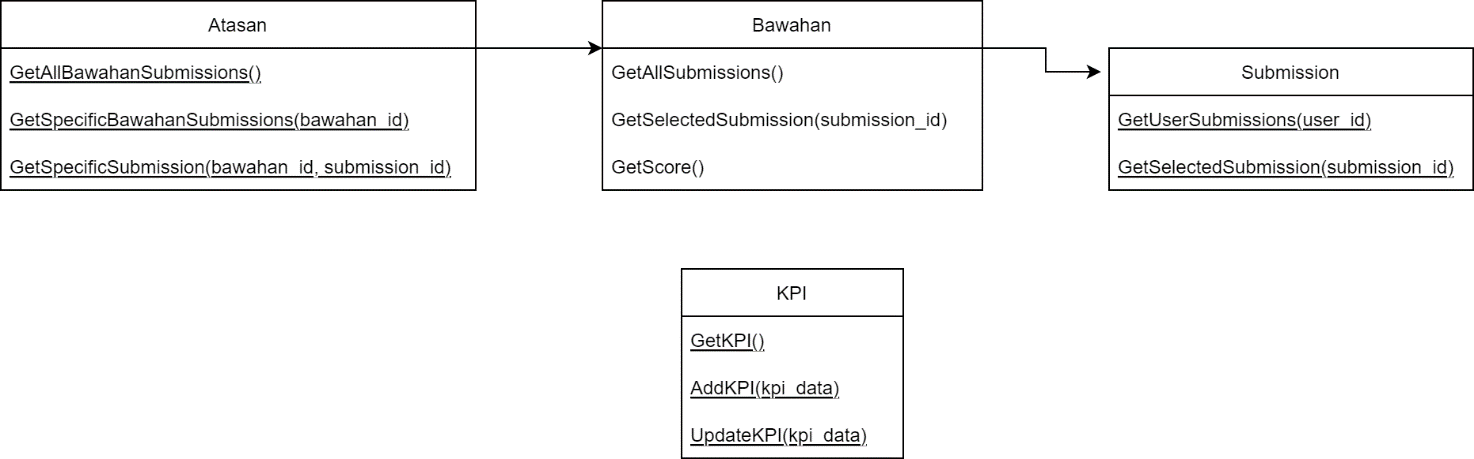 Atasan
GetAllBawahanSubmissions()
GetSpecificBawahanSubmissions(bawahan_id)
GetSpecificSubmission(bawahan_id, submission_id)
Bawahan
GetAllSubmissions()
GetSelectedSubmission(submission_id)
GetScore()
Submission
GetUserSubmissions(user_id)
GetSelectedSubmission(submission_id)
KPI
GetKPI()
AddKPI(kpi_data)
UpdateKPI(kpi_data)